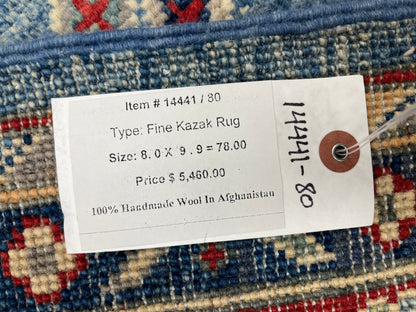 Item # 14441 / 80
Type: Fine Kazak Rug
Size: 8.0 X 9.9 = 78.00
Price $ 5,460.00
100% Handmade Wool In Afghanistan
14441-80